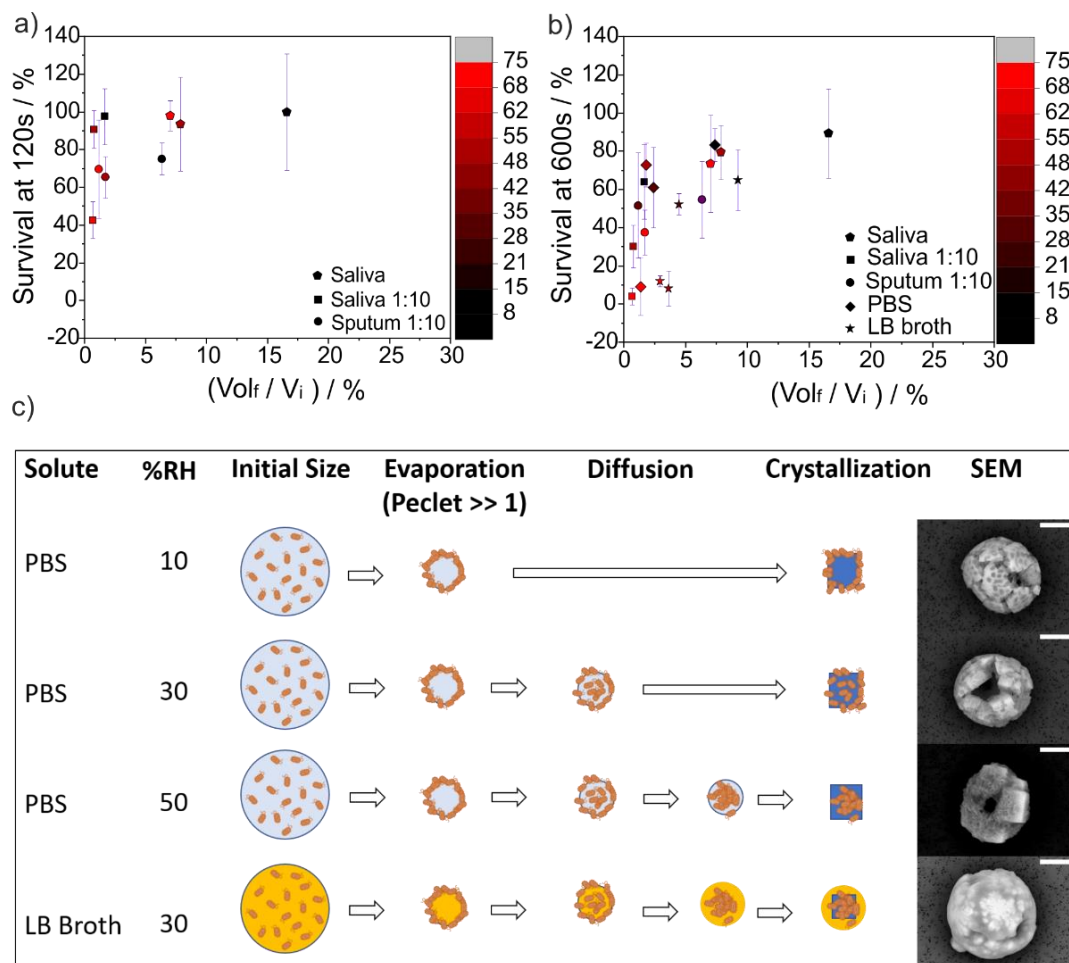 a)
Survival at 120s / %
140
120
100
80
60
40
20
0
-20
0 5 10 15 20 25 30
(Volf / Vi ) / %
Saliva
Saliva 1:10
Sputum 1:10
75
68
62
55
48
42
35
28
21
15
8
b)
Survival at 600s / %
140
120
100
80
60
40
20
0
-20
0 5 10 15 20 25 30
(Volf / Vi ) / %
Saliva
Saliva 1:10
Sputum 1:10
PBS
LB broth
75
68
62
55
48
42
35
28
21
15
8
c)
Solute %RH Initial Size Evaporation Diffusion Crystallization SEM
(Peclet >> 1)
PBS 10
PBS 30
PBS 50
LB Broth 30